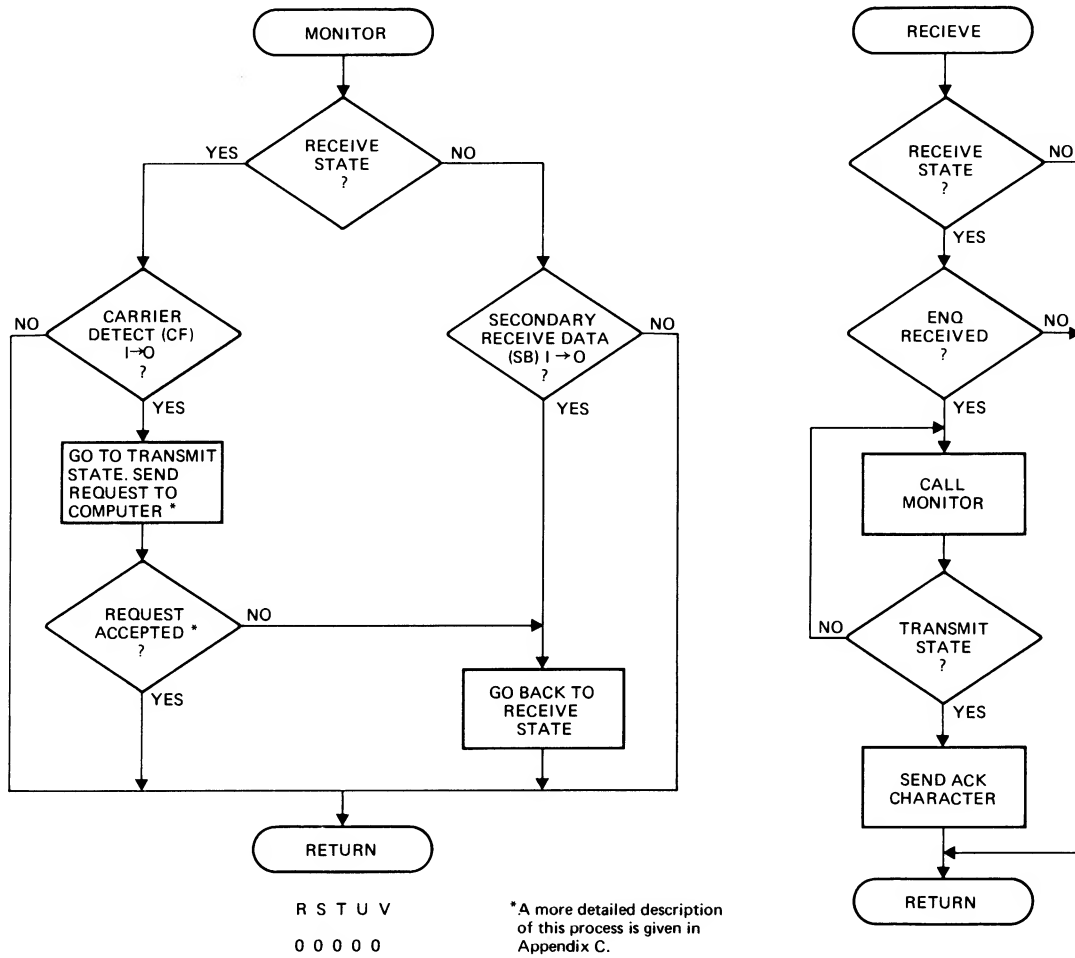 MONITOR
RECEIVE
STATE
?
YES
NO
CARRIER
DETECT (CF)
I→O
?
NO
YES
SECONDARY
RECEIVE DATA
(SB) I → O
?
NO
YES
GO TO TRANSMIT
STATE. SEND
REQUEST TO
COMPUTER *
REQUEST
ACCEPTED *
?
NO
YES
GO BACK TO
RECEIVE
STATE
RETURN
R S T U V
0 0 0 0 0
*A more detailed description
of this process is given in
Appendix C.
RECIEVE
RECEIVE
STATE
?
NO
YES
ENQ
RECEIVED
?
NO
YES
CALL
MONITOR
TRANSMIT
STATE
?
NO
YES
SEND ACK
CHARACTER
RETURN